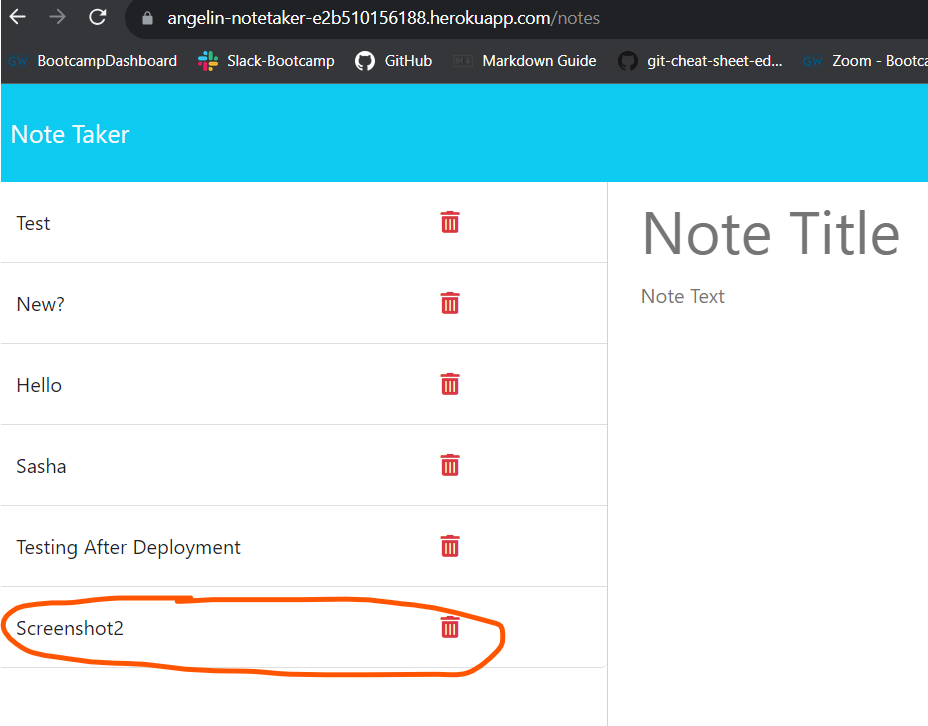 angelin-notetaker-e2b510156188.herokuapp.com/notes
GW BootcampDashboard Slack-Bootcamp GitHub Markdown Guide git-cheat-sheet-ed... GW Zoom - Bootca
Note Taker
Test
New?
Hello
Sasha
Testing After Deployment
Screenshot2
Note Title
Note Text